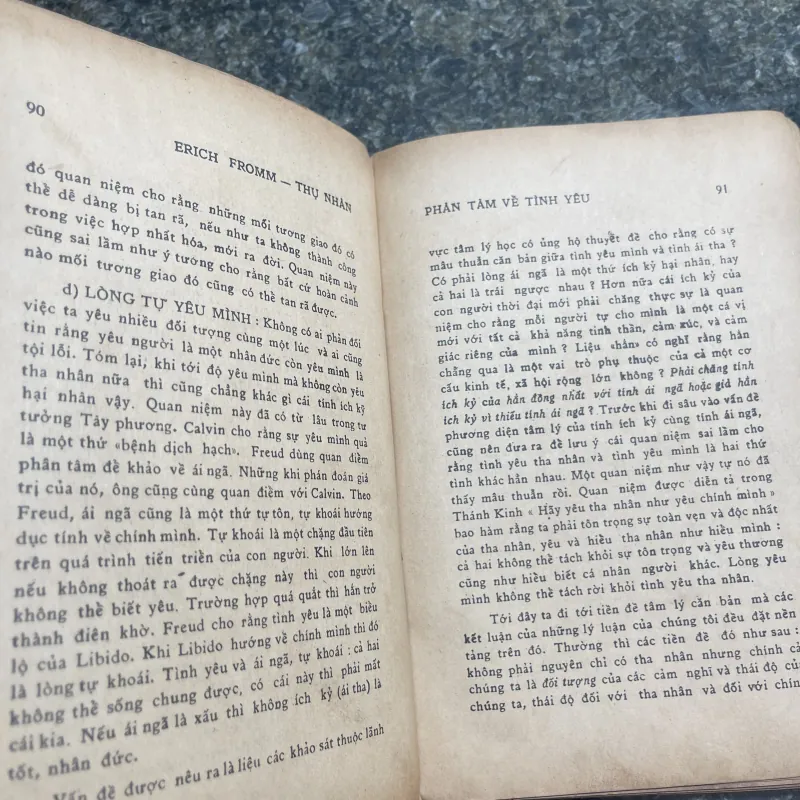 90
ERICH FROMM — THỤ NHÂN
đó quan niệm cho rằng những mối tương giao đó có
thể dễ dàng bị tan rã, nếu như ta không thành công
trong việc hợp nhất hóa, mới ra đời. Quan niệm này
cũng sai lầm như ý tưởng cho rằng bất cứ hoàn cảnh
nào mối tương giao đó cũng có thể tan rã được.
d) LÒNG TỰ YÊU MÌNH : Không có ai phản đối
việc ta yêu nhiều đối tượng cùng một lúc và ai cũng
tin rằng yêu người là một nhân đức còn yêu mình là
tội lỗi. Tóm lại, khi tới độ yêu mình mà không còn yêu
tha nhân nữa thì cũng chẳng khác gì cái tính ích kỷ
hại nhân vậy. Quan niệm này đã có từ lâu trong tư
tưởng Tây phương. Calvin cho rằng sự yêu mình quả
là một thứ «bệnh dịch hạch». Freud dùng quan điểm
phân tâm đề khảo về ái ngã. Những khi phán đoán giá
trị của nó, ông cũng cùng quan điểm với Calvin. Theo
Freud, ái ngã cũng là một thứ tự tôn, tự khoái hướng
dục tính về chính mình. Tự khoái là một chặng đầu tiên
trên quá trình tiến triển của con người. Khi lớn lên
nếu không thoát ra được chặng này thì con người
không thề biết yêu. Trường hợp quá quắt thì hắn trở
thành điên khờ. Freud cho rằng tình yêu là một biều
lộ của Libido. Khi Libido hướng về chính mình thì đó
là lòng tự khoái. Tình yêu và ái ngã, tự khoái : cả hai
không thề sống chung được, có cái này thì phải mất
cái kia. Nếu ái ngã là xấu thì không ích kỷ (ái tha) là
tốt, nhân đức.
Vấn đề được nêu ra là liệu các khảo sát thuộc lãnh
PHÂN TÂM VỀ TÌNH YÊU
91
vực tâm lý học có ủng hộ thuyết đề cho rằng có sự
mâu thuẫn căn bản giữa tình yêu mình và tình ái tha ?
Có phải lòng ái ngã là một thứ ích kỷ hại nhân, hay
cả hai là trái ngược nhau ? Hơn nữa cái ích kỷ của
con người thời đại mới phải chăng thực sự là quan
niệm cho rằng mỗi người tự cho mình là một cá vị
mới với tất cả khả năng tinh thần, cảm xúc, và cảm
giác riêng của mình ? Liệu «hắn» có nghĩ rằng hắn
chẳng qua là một vai trò phụ thuộc của cả một cơ
cấu kinh tế, xã hội rộng lớn không ? Phải chăng tính
ích kỷ của hắn đồng nhất với tính ái ngã hoặc giả hắn
ích kỷ vì thiếu tính ái ngã ? Trước khi đi sâu vào vấn đề
phương diện tâm lý của tính ích kỷ cùng tính ái ngã,
cũng nên đưa ra đề lưu ý cái quan niệm sai lầm cho
rằng tình yêu tha nhân và tình yêu mình là hai thứ
tình khác hẳn nhau. Một quan niệm như vậy tự nó đã
thấy mâu thuẫn rồi. Quan niệm được diễn tả trong
Thánh Kinh « Hãy yêu tha nhân như yêu chính mình »
bao hàm rằng ta phải tôn trọng sự toàn vẹn và độc nhất
của tha nhân, yêu và hiều tha nhân như hiều mình :
cả hai không thề tách khỏi sự tôn trọng và yêu thương
cũng như hiều biết cá nhân người khác. Lòng yêu
mình không thề tách rời khỏi tình yêu tha nhân.
Tới đây ta đi tới tiền đề tâm lý căn bản mà các
kết luận của những lý luận của chúng tôi đều đặt nền
tảng trên đó. Thường thì các tiền đề đó như sau :
không phải nguyên chỉ có tha nhân nhưng chính cả
chúng ta là đối tượng của các cảm nghĩ và thái độ của
chúng ta, thái độ đối với tha nhân và đối với chín